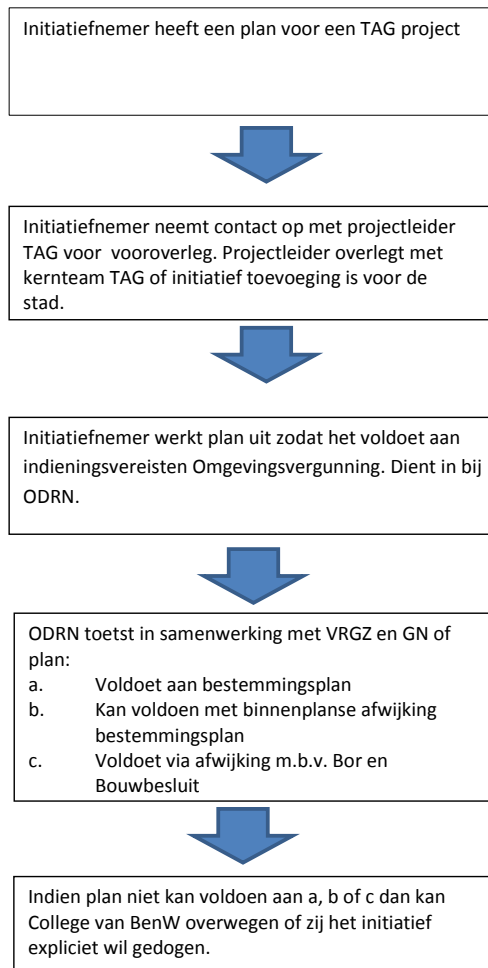 Initiatiefnemer heeft een plan voor een TAG project
Initiatiefnemer neemt contact op met projectleider
TAG voor vooroverleg. Projectleider overlegt met
kernteam TAG of initiatief toevoeging is voor de
stad.
Initiatiefnemer werkt plan uit zodat het voldoet aan
indieningsvereisten Omgevingsvergunning. Dient in bij
ODRN.
ODRN toetst in samenwerking met VRGZ en GN of
plan:
a. Voldoet aan bestemmingsplan
b. Kan voldoen met binnenplanse afwijking
bestemmingsplan
c. Voldoet via afwijking m.b.v. Bor en
Bouwbesluit
Indien plan niet kan voldoen aan a, b of c dan kan
College van BenW overwegen of zij het initiatief
expliciet wil gedogen.